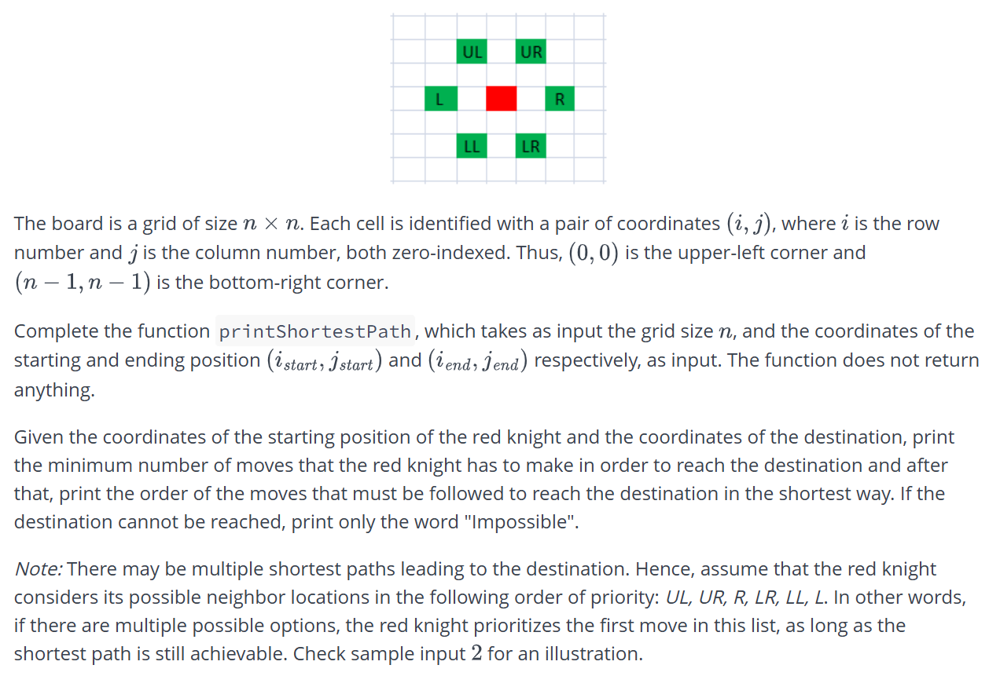 UL UR
L R
LL LR
The board is a grid of size n × n. Each cell is identified with a pair of coordinates (i, j), where i is the row
number and j is the column number, both zero-indexed. Thus, (0, 0) is the upper-left corner and
(n − 1, n − 1) is the bottom-right corner.
Complete the function printShortestPath, which takes as input the grid size n, and the coordinates of the
starting and ending position (i_start, j_start) and (i_end, j_end) respectively, as input. The function does not return
anything.
Given the coordinates of the starting position of the red knight and the coordinates of the destination, print
the minimum number of moves that the red knight has to make in order to reach the destination and after
that, print the order of the moves that must be followed to reach the destination in the shortest way. If the
destination cannot be reached, print only the word "Impossible".
Note: There may be multiple shortest paths leading to the destination. Hence, assume that the red knight
considers its possible neighbor locations in the following order of priority: UL, UR, R, LR, LL, L. In other words,
if there are multiple possible options, the red knight prioritizes the first move in this list, as long as the
shortest path is still achievable. Check sample input 2 for an illustration.